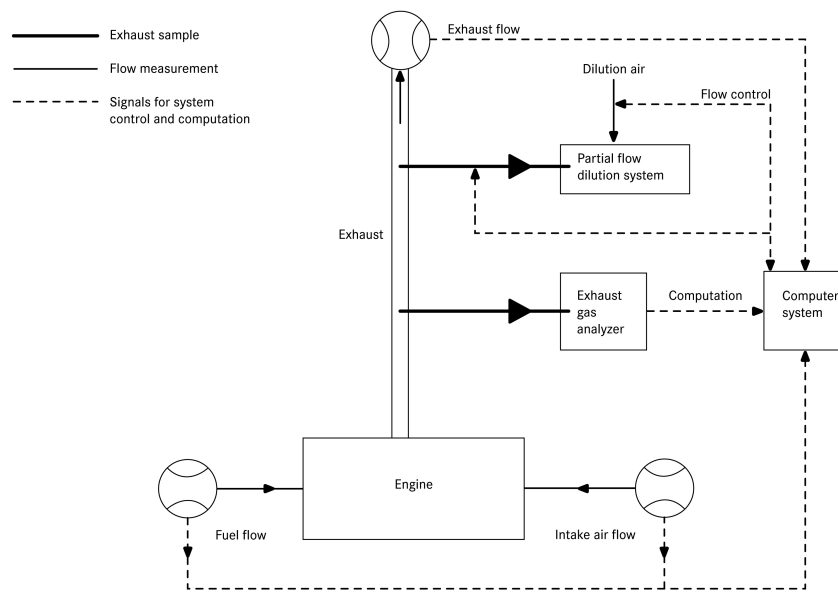 Exhaust sample
Flow measurement
Signals for system
control and computation
Exhaust flow
Dilution air
Flow control
Partial flow
dilution system
Exhaust
Exhaust
gas
analyzer
Computation
Computer
system
Engine
Fuel flow
Intake air flow